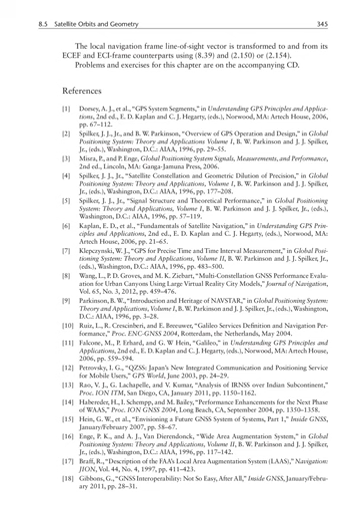 8.5 Satellite Orbits and Geometry 345
The local navigation frame line-of-sight vector is transformed to and from its
ECEF and ECI-frame counterparts using (8.39) and (2.150) or (2.154).
Problems and exercises for this chapter are on the accompanying CD.
References
[1] Dorsey, A. J., et al., “GPS System Segments,” in Understanding GPS Principles and Applica-
tions, 2nd ed., E. D. Kaplan and C. J. Hegarty, (eds.), Norwood, MA: Artech House, 2006,
pp. 67–112.
[2] Spilker, J. J., Jr., and B. W. Parkinson, “Overview of GPS Operation and Design,” in Global
Positioning System: Theory and Applications Volume I, B. W. Parkinson and J. J. Spilker,
Jr., (eds.), Washington, D.C.: AIAA, 1996, pp. 29–55.
[3] Misra, P., and P. Enge, Global Positioning System Signals, Measurements, and Performance,
2nd ed., Lincoln, MA: Ganga-Jamuna Press, 2006.
[4] Spilker, J. J., Jr., “Satellite Constellation and Geometric Dilution of Precision,” in Global
Positioning System: Theory and Applications, Volume I, B. W. Parkinson and J. J. Spilker,
Jr., (eds.), Washington, D.C.: AIAA, 1996, pp. 177–208.
[5] Spilker, J. J., Jr., “Signal Structure and Theoretical Performance,” in Global Positioning
System: Theory and Applications, Volume I, B. W. Parkinson and J. J. Spilker, Jr., (eds.),
Washington, D.C.: AIAA, 1996, pp. 57–119.
[6] Kaplan, E. D., et al., “Fundamentals of Satellite Navigation,” in Understanding GPS Prin-
ciples and Applications, 2nd ed., E. D. Kaplan and C. J. Hegarty, (eds.), Norwood, MA:
Artech House, 2006, pp. 21–65.
[7] Klepczynski, W. J., “GPS for Precise Time and Time Interval Measurement,” in Global Posi-
tioning System: Theory and Applications, Volume II, B. W. Parkinson and J. J. Spilker, Jr.,
(eds.), Washington, D.C.: AIAA, 1996, pp. 483–500.
[8] Wang, L., P. D. Groves, and M. K. Ziebart, “Multi-Constellation GNSS Performance Evalu-
ation for Urban Canyons Using Large Virtual Reality City Models,” Journal of Navigation,
Vol. 65, No. 3, 2012, pp. 459–476.
[9] Parkinson, B. W., “Introduction and Heritage of NAVSTAR,” in Global Positioning System:
Theory and Applications, Volume I, B. W. Parkinson and J. J. Spilker, Jr., (eds.), Washington,
D.C.: AIAA, 1996, pp. 3–28.
[10] Ruiz, L., R. Crescinberi, and E. Breeuwer, “Galileo Services Definition and Navigation Per-
formance,” Proc. ENC-GNSS 2004, Rotterdam, the Netherlands, May 2004.
[11] Falcone, M., P. Erhard, and G. W Hein, “Galileo,” in Understanding GPS Principles and
Applications, 2nd ed., E. D. Kaplan and C. J. Hegarty, (eds.), Norwood, MA: Artech House,
2006, pp. 559–594.
[12] Petrovsky, I. G., “QZSS: Japan’s New Integrated Communication and Positioning Service
for Mobile Users,” GPS World, June 2003, pp. 24–29.
[13] Rao, V. J., G. Lachapelle, and V. Kumar, “Analysis of IRNSS over Indian Subcontinent,”
Proc. ION ITM, San Diego, CA, January 2011, pp. 1150–1162.
[14] Habereder, H., I. Schempp, and M. Bailey, “Performance Enhancements for the Next Phase
of WAAS,” Proc. ION GNSS 2004, Long Beach, CA, September 2004, pp. 1350–1358.
[15] Hein, G. W., et al., “Envisioning a Future GNSS System of Systems, Part 1,” Inside GNSS,
January/February 2007, pp. 58–67.
[16] Enge, P. K., and A. J., Van Dierendonck, “Wide Area Augmentation System,” in Global
Positioning System: Theory and Applications, Volume II, B. W. Parkinson and J. J. Spilker,
Jr., (eds.), Washington, D.C.: AIAA, 1996, pp. 117–142.
[17] Braff, R., “Description of the FAA’s Local Area Augmentation System (LAAS),” Navigation:
JION, Vol. 44, No. 4, 1997, pp. 411–423.
[18] Gibbons, G., “GNSS Interoperability: Not So Easy, After All,” Inside GNSS, January/Febru-
ary 2011, pp. 28–31.